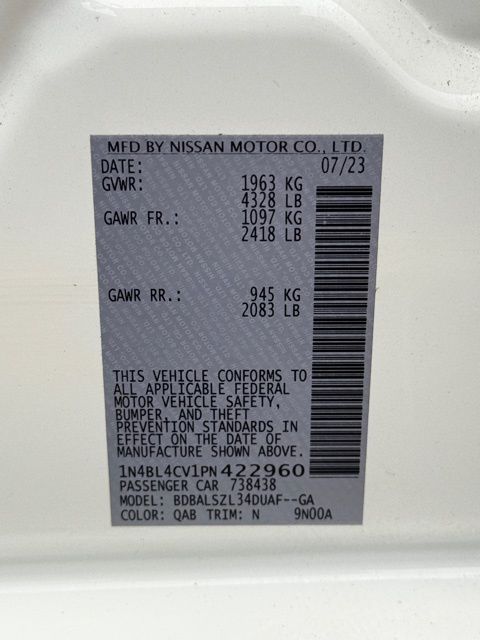 MFD BY NISSAN MOTOR CO., LTD.
DATE: 07/23
GVWR: 1963 KG
4328 LB
GAWR FR.: 1097 KG
2418 LB
GAWR RR.: 945 KG
2083 LB
THIS VEHICLE CONFORMS TO
ALL APPLICABLE FEDERAL
MOTOR VEHICLE SAFETY,
BUMPER, AND THEFT
PREVENTION STANDARDS IN
EFFECT ON THE DATE OF
MANUFACTURE SHOWN ABOVE.
1N4BL4CV1PN422960
PASSENGER CAR 738438
MODEL: BDBALSZL34DUAF--GA
COLOR: QAB TRIM: N 9N00A